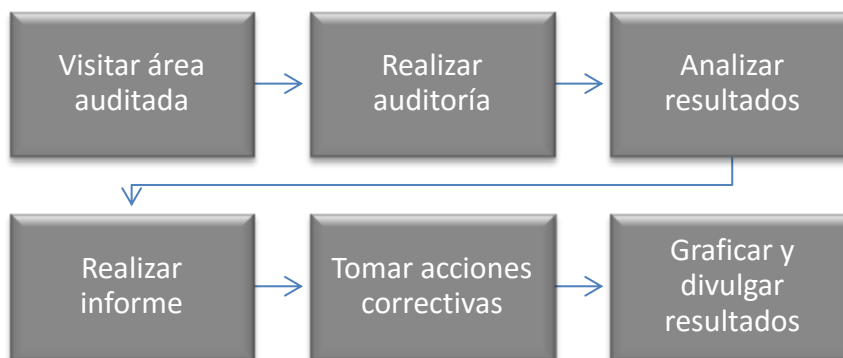 Visitar área
auditada
Realizar
auditoría
Analizar
resultados
Realizar
informe
Tomar acciones
correctivas
Graficar y
divulgar
resultados